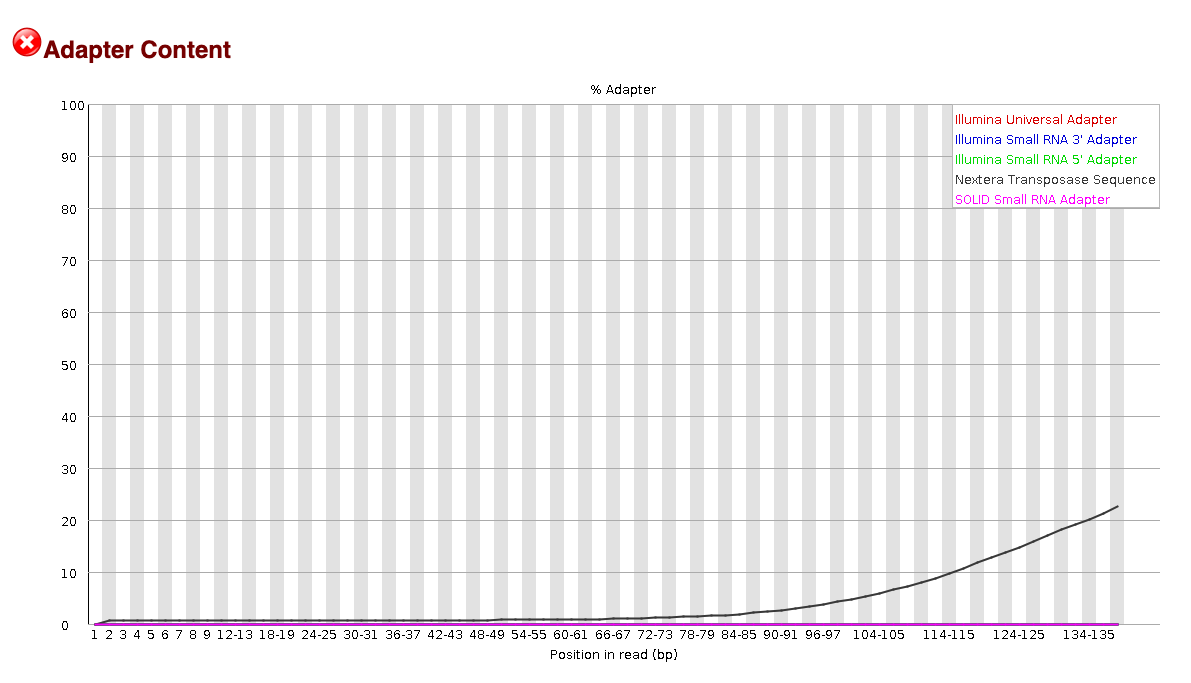 Adapter Content
% Adapter
Illumina Universal Adapter
Illumina Small RNA 3' Adapter
Illumina Small RNA 5' Adapter
Nextera Transposase Sequence
SOLID Small RNA Adapter
100
90
80
70
60
50
40
30
20
10
0
1 2 3 4 5 6 7 8 9 12-13 18-19 24-25 30-31 36-37 42-43 48-49 54-55 60-61 66-67 72-73 78-79 84-85 90-91 96-97 104-105 114-115 124-125 134-135
Position in read (bp)